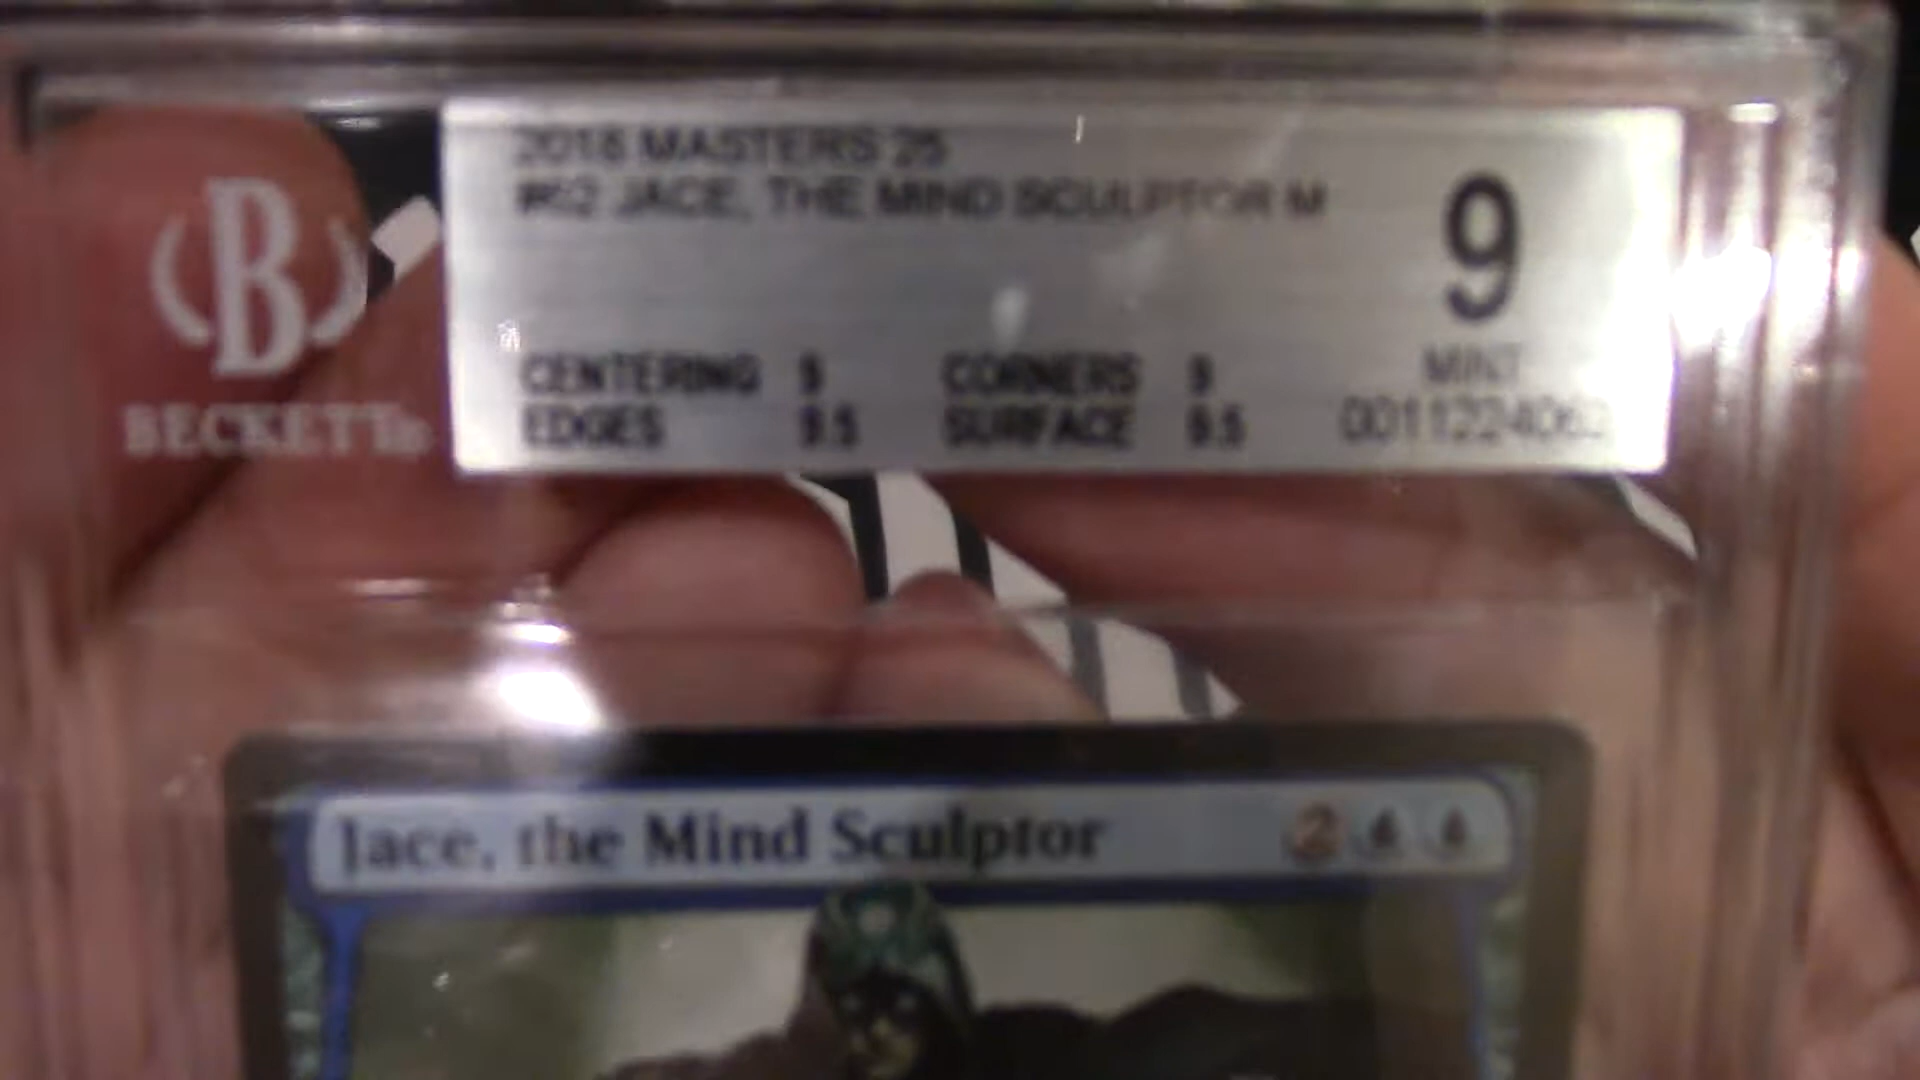 2018 MASTERS 25
#62 JACE, THE MIND SCULPTOR M
9
MINT
CENTERING 9 CORNERS 9
EDGES 9.5 SURFACE 9.5
B
BECKETT
Jace, the Mind Sculptor
2